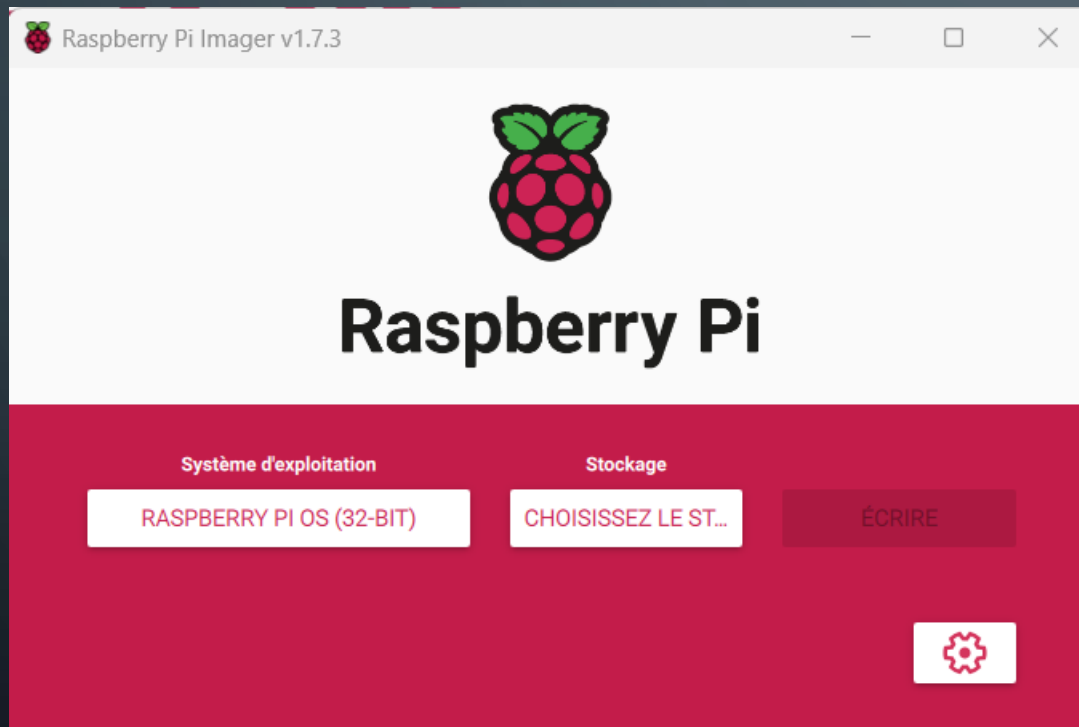 Raspberry Pi Imager v1.7.3
Raspberry Pi
Système d'exploitation
Stockage
RASPBERRY PI OS (32-BIT)
CHOISISSEZ LE ST...
ÉCRIRE